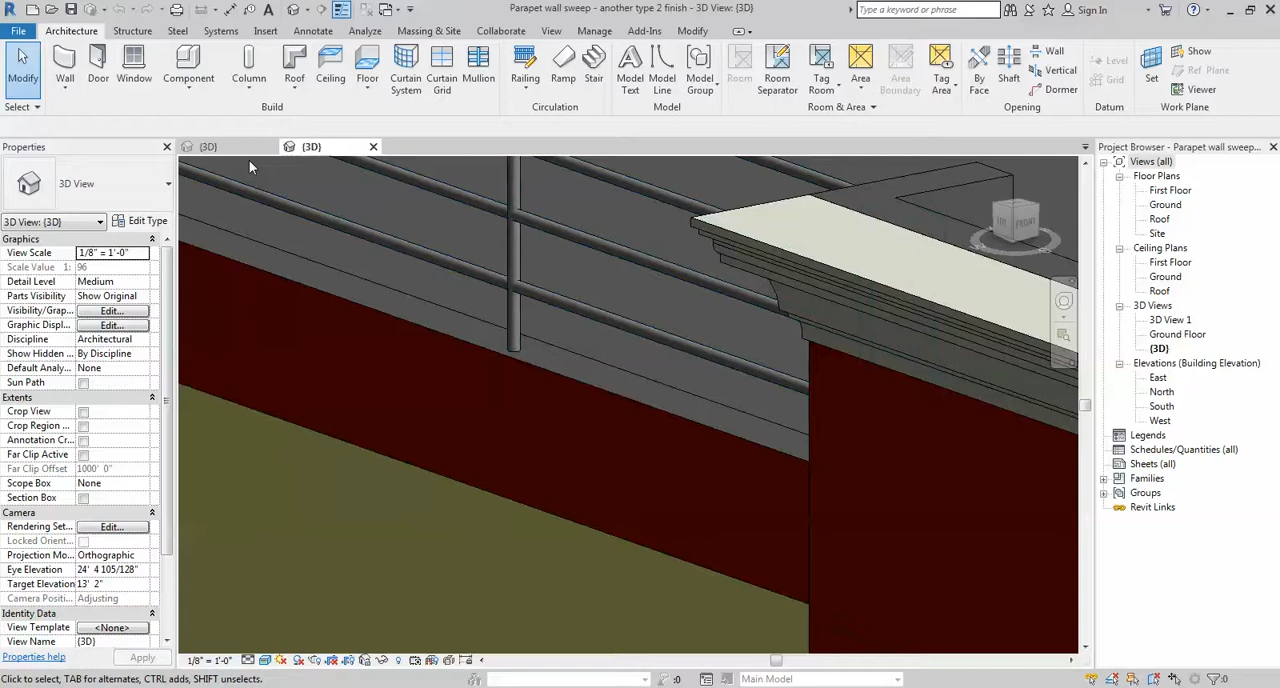 Parapet wall sweep - another type 2 finish - 3D View: {3D}
Type a keyword or phrase
Sign In
File Architecture Structure Steel Systems Insert Annotate Analyze Massing & Site Collaborate View Manage Add-Ins Modify
Modify
Wall
Door
Window
Component
Column
Roof
Ceiling
Floor
Curtain System
Curtain Grid
Mullion
Railing
Ramp
Stair
Model Text
Model Line
Model Group
Room
Room Separator
Tag Room
Area
Area Boundary
Tag Area
By Face
Shaft
Wall
Vertical
Dormer
Level
Grid
Set
Show
Ref Plane
Viewer
Select
Build
Circulation
Model
Room & Area
Opening
Datum
Work Plane
Properties
{3D}
{3D}
Project Browser - Parapet wall sweep...
3D View
3D View: {3D}
Edit Type
Graphics
View Scale 1/8" = 1'-0"
Scale Value 1: 96
Detail Level Medium
Parts Visibility Show Original
Visibility/Grap... Edit...
Graphic Displ... Edit...
Discipline Architectural
Show Hidden ... By Discipline
Default Analy... None
Sun Path
Extents
Crop View
Crop Region ...
Annotation Cr...
Far Clip Active
Far Clip Offset 1000' 0"
Scope Box None
Section Box
Camera
Rendering Set... Edit...
Locked Orient...
Projection Mo... Orthographic
Eye Elevation 24' 4 105/128"
Target Elevation 13' 2"
Camera Positi... Adjusting
Identity Data
View Template <None>
View Name {3D}
Properties help
Apply
FRONT
Views (all)
Floor Plans
First Floor
Ground
Roof
Site
Ceiling Plans
First Floor
Ground
Roof
3D Views
3D View 1
Ground Floor
{3D}
Elevations (Building Elevation)
East
North
South
West
Legends
Schedules/Quantities (all)
Sheets (all)
Families
Groups
Revit Links
1/8" = 1'-0"
Click to select, TAB for alternates, CTRL adds, SHIFT unselects.
:0
Main Model
:0